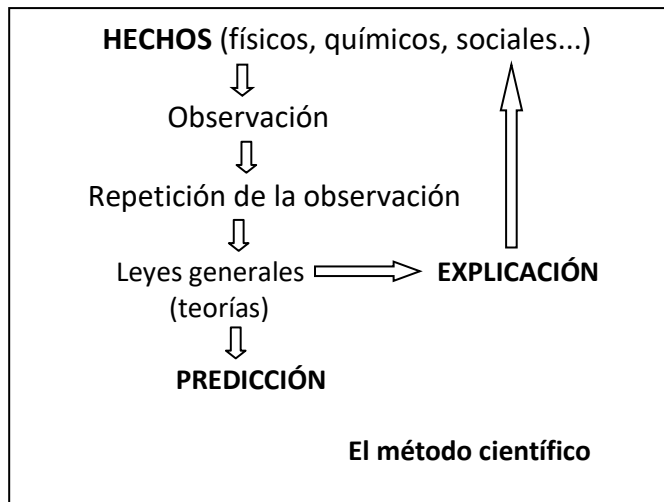 HECHOS (físicos, químicos, sociales...)
Observación
Repetición de la observación
Leyes generales
(teorías)
EXPLICACIÓN
PREDICCIÓN
El método científico